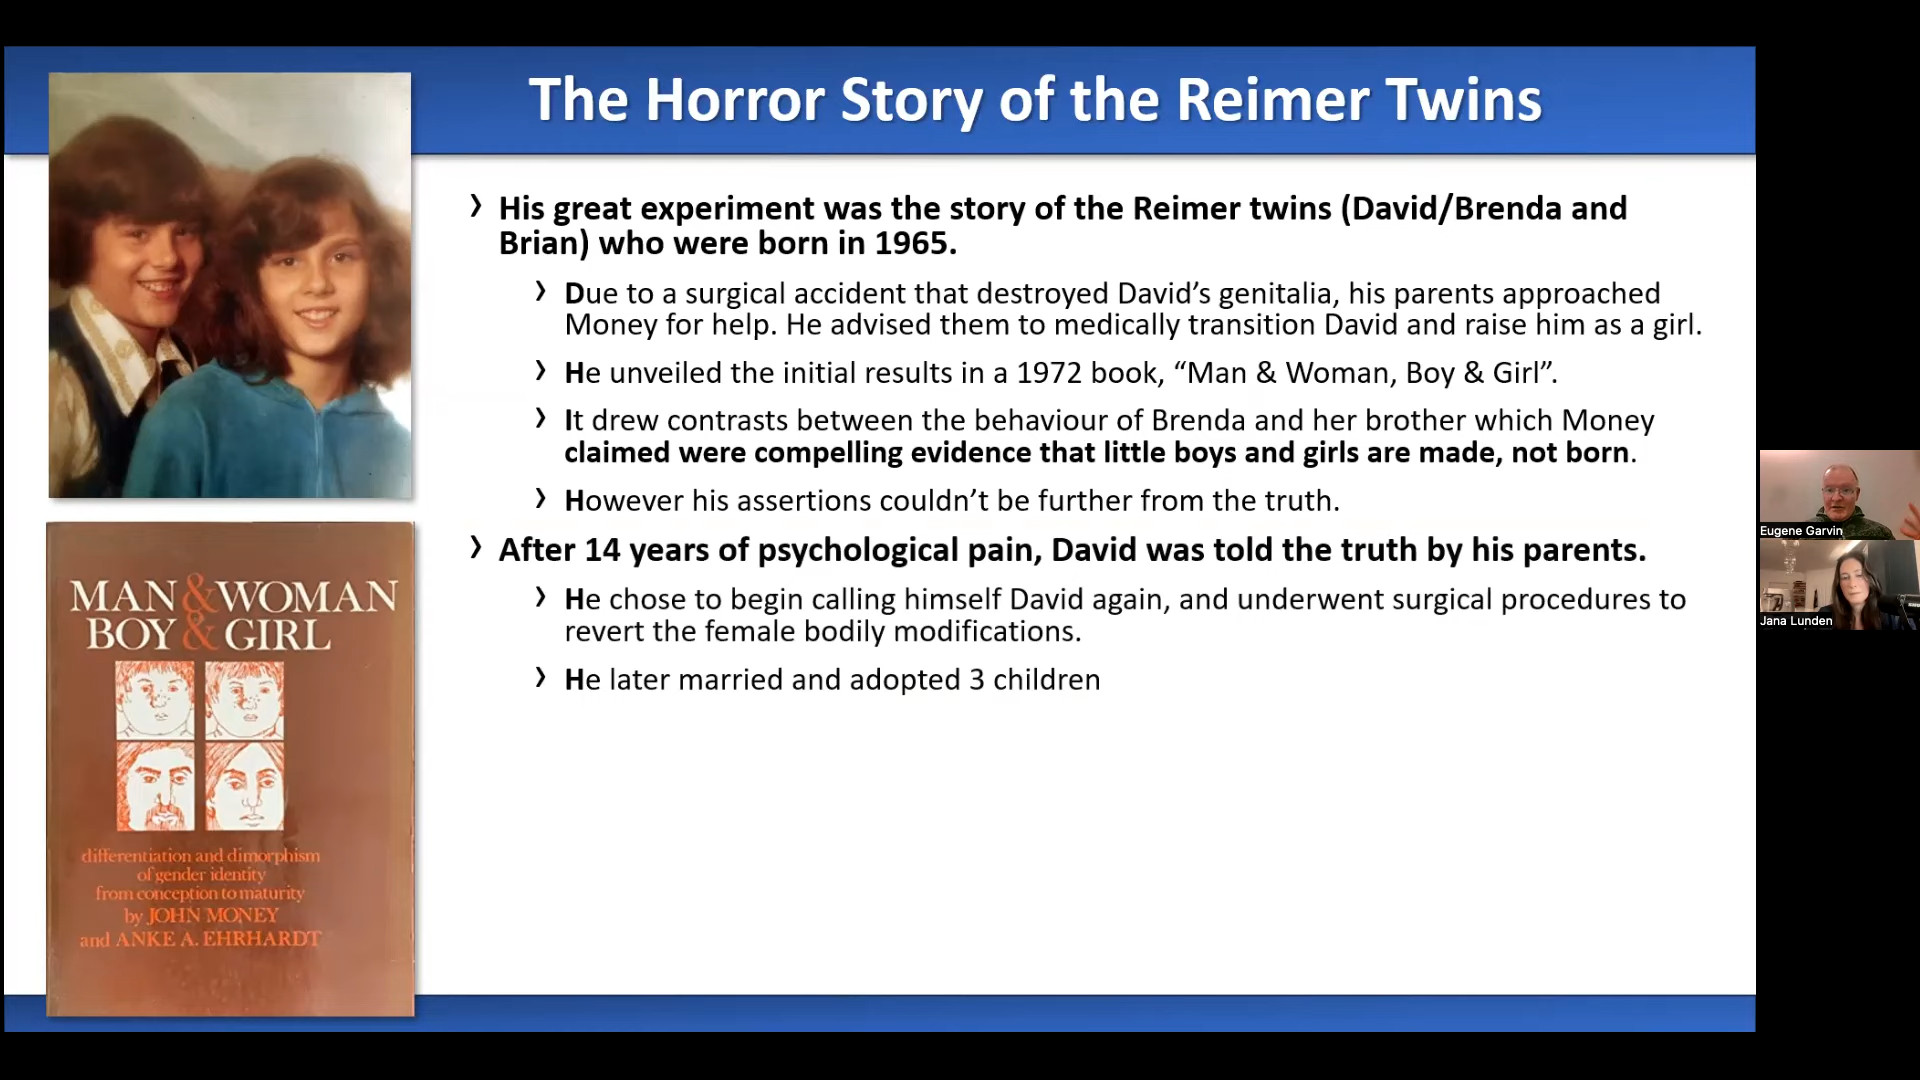 The Horror Story of the Reimer Twins
› His great experiment was the story of the Reimer twins (David/Brenda and
Brian) who were born in 1965.
› Due to a surgical accident that destroyed David’s genitalia, his parents approached
Money for help. He advised them to medically transition David and raise him as a girl.
› He unveiled the initial results in a 1972 book, “Man & Woman, Boy & Girl”.
› It drew contrasts between the behaviour of Brenda and her brother which Money
claimed were compelling evidence that little boys and girls are made, not born.
› However his assertions couldn’t be further from the truth.
› After 14 years of psychological pain, David was told the truth by his parents.
› He chose to begin calling himself David again, and underwent surgical procedures to
revert the female bodily modifications.
› He later married and adopted 3 children
MAN & WOMAN
BOY & GIRL
differentiation and dimorphism
of gender identity
from conception to maturity
by JOHN MONEY
and ANKE A. EHRHARDT
Eugene Garvin
Jana Lunden